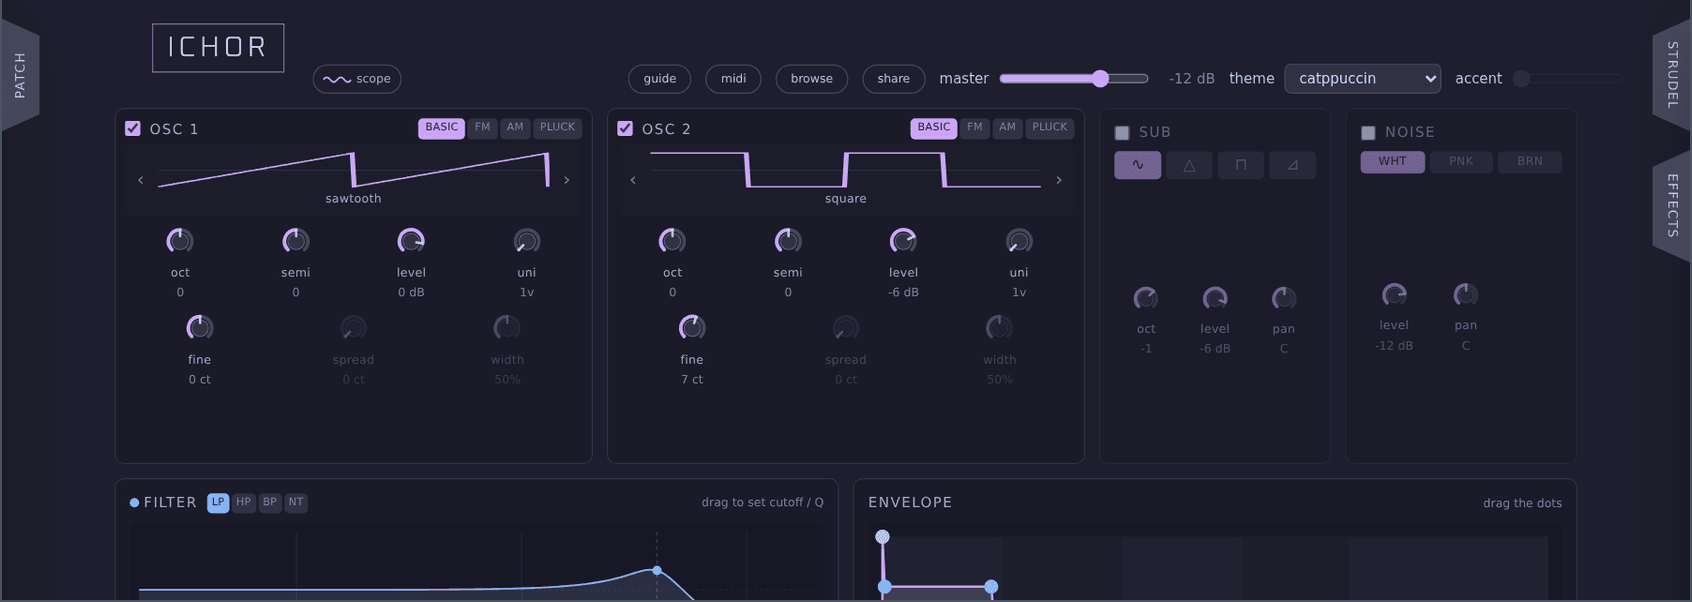 PATCH
ICHOR
scope
guide
midi
browse
share
master
-12 dB
theme
catppuccin
accent
STRUDEL
EFFECTS
OSC 1
BASIC FM AM PLUCK
sawtooth
oct semi level uni
0 0 0 dB 1v
fine spread width
0 ct 0 ct 50%
OSC 2
BASIC FM AM PLUCK
square
oct semi level uni
0 0 -6 dB 1v
fine spread width
7 ct 0 ct 50%
SUB
oct level pan
-1 -6 dB C
NOISE
WHT PNK BRN
level pan
-12 dB C
FILTER LP HP BP NT
drag to set cutoff / Q
ENVELOPE
drag the dots